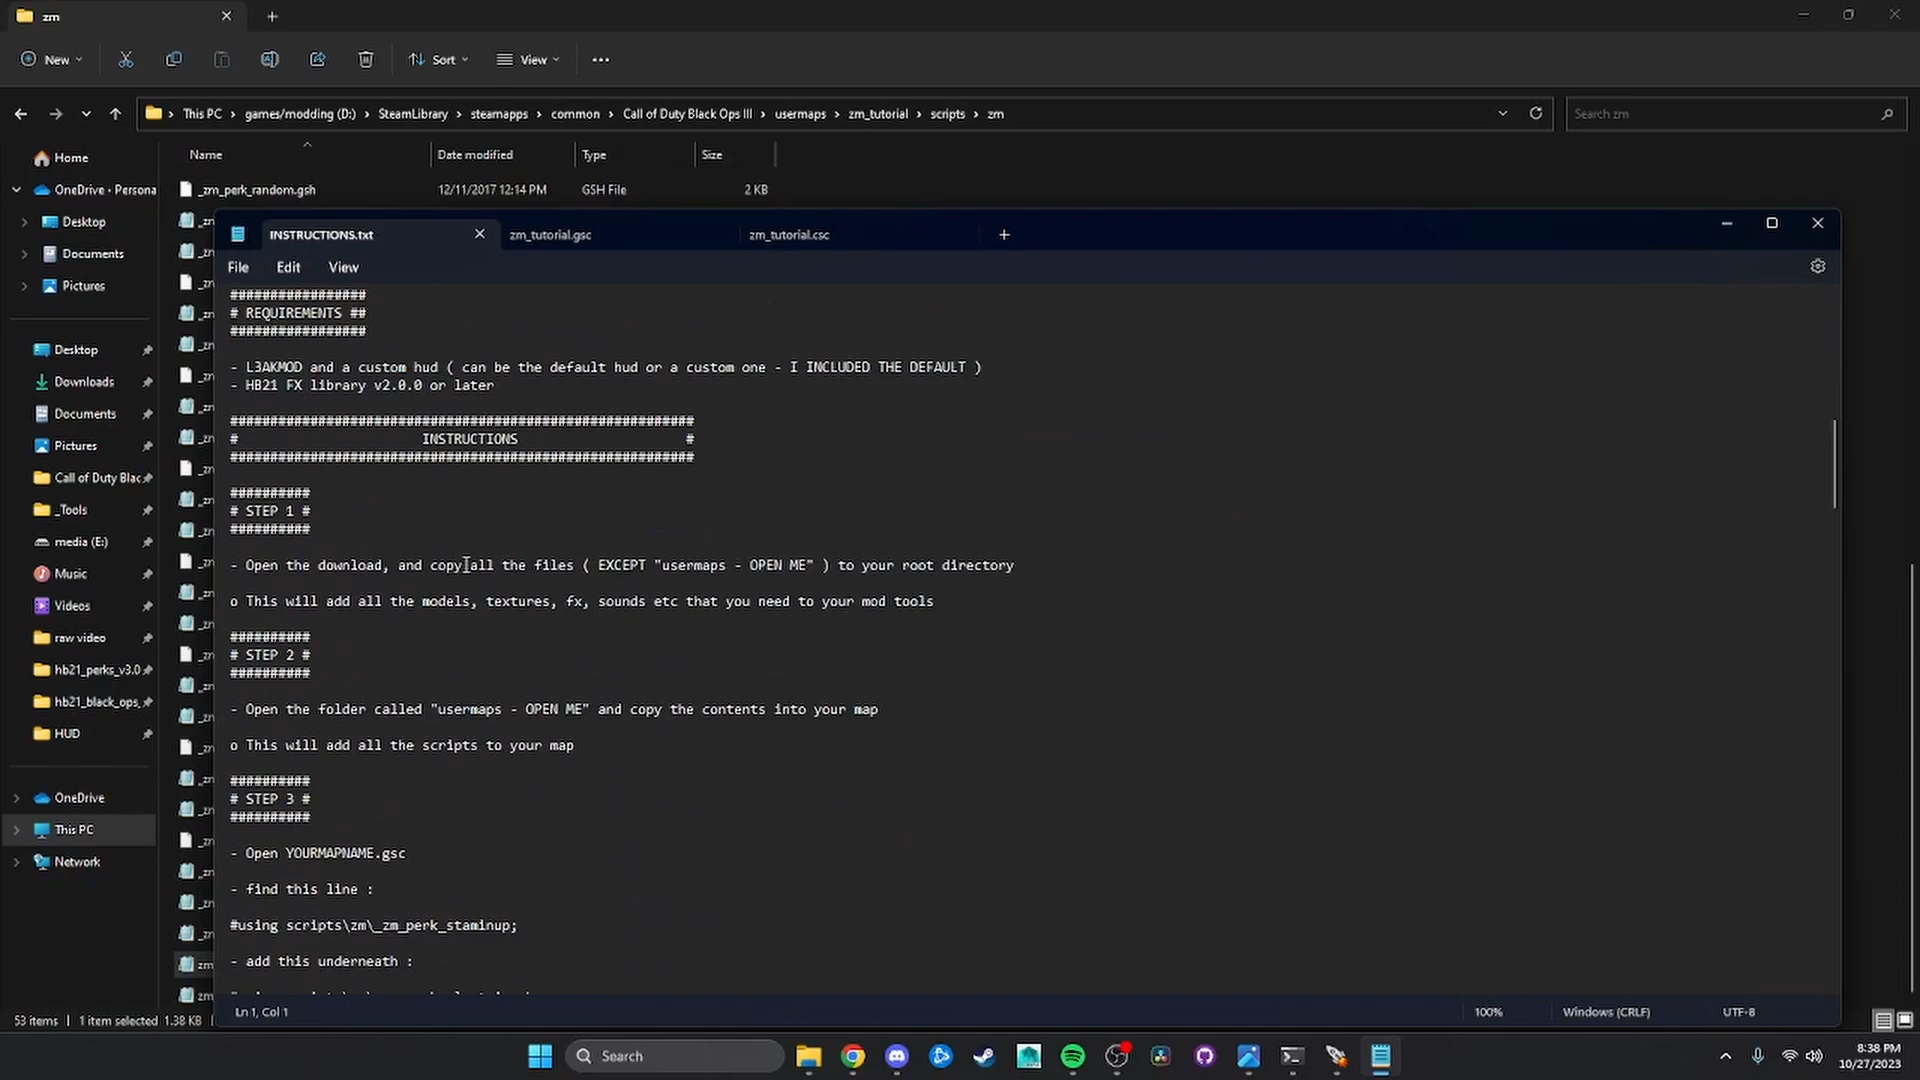 zm
New
Sort
View
This PC > games/modding (D:) > SteamLibrary > steamapps > common > Call of Duty Black Ops III > usermaps > zm_tutorial > scripts > zm
Search zm
Name
Date modified
Type
Size
_zm_perk_random.gsh
12/11/2017 12:14 PM
GSH File
2 KB
Home
OneDrive - Persona
Desktop
Documents
Pictures
Desktop
Downloads
Documents
Pictures
Call of Duty Blac
_Tools
media (E:)
Music
Videos
raw video
hb21_perks_v3.0
hb21_black_ops_
HUD
OneDrive
This PC
Network
INSTRUCTIONS.txt
zm_tutorial.gsc
zm_tutorial.csc
File
Edit
View
#################
# REQUIREMENTS ##
#################
- L3AKMOD and a custom hud ( can be the default hud or a custom one - I INCLUDED THE DEFAULT )
- HB21 FX library v2.0.0 or later
##########################################################
# INSTRUCTIONS #
##########################################################
##########
# STEP 1 #
##########
- Open the download, and copy all the files ( EXCEPT "usermaps - OPEN ME" ) to your root directory
o This will add all the models, textures, fx, sounds etc that you need to your mod tools
##########
# STEP 2 #
##########
- Open the folder called "usermaps - OPEN ME" and copy the contents into your map
o This will add all the scripts to your map
##########
# STEP 3 #
##########
- Open YOURMAPNAME.gsc
- find this line :
#using scripts\zm\_zm_perk_staminup;
- add this underneath :
Ln 1, Col 1
100%
Windows (CRLF)
UTF-8
53 items
1 item selected 1.38 KB
Search
8:38 PM
10/27/2023